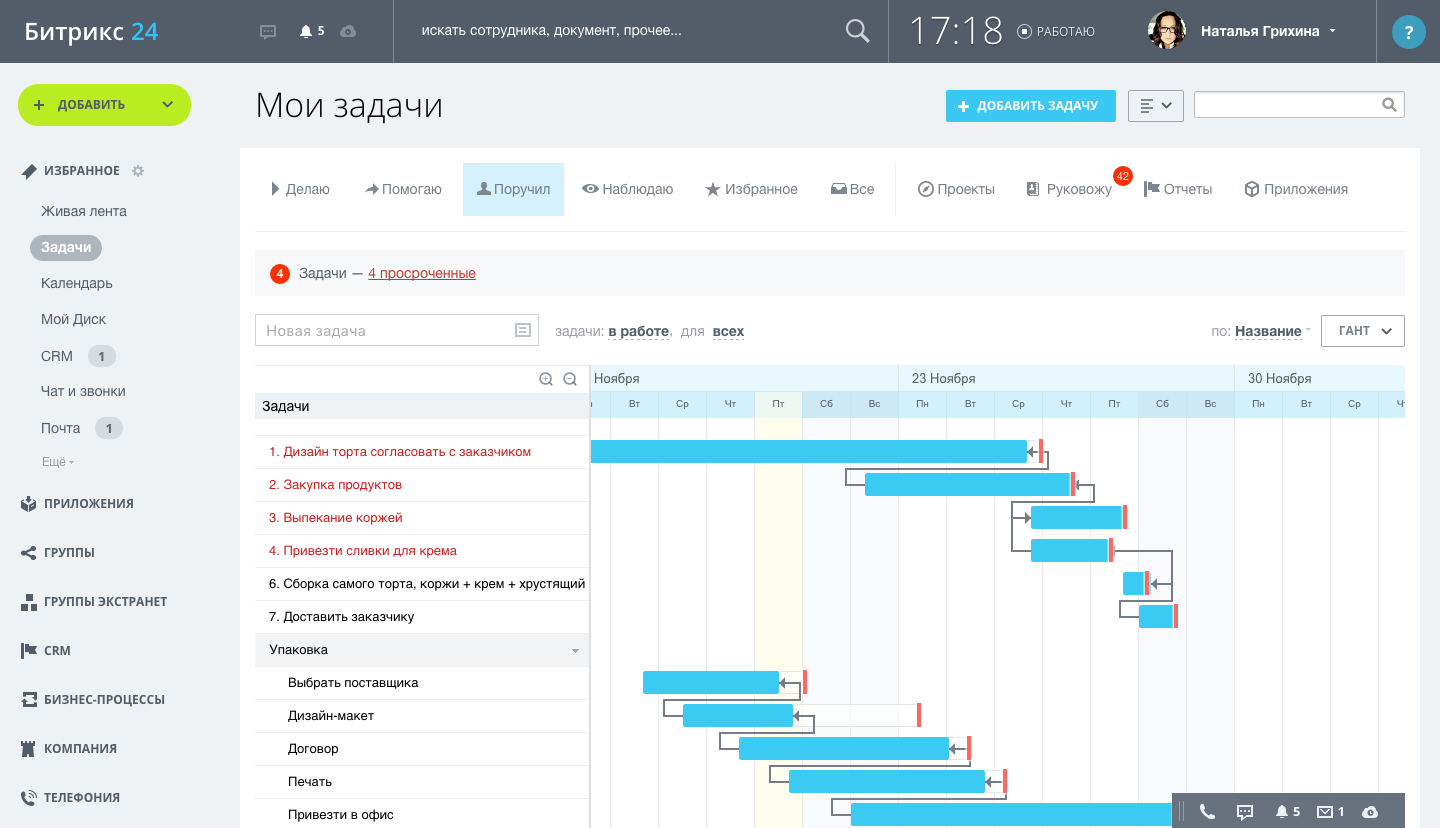 Битрикс 24
5
искать сотрудника, документ, прочее...
17:18
РАБОТАЮ
Наталья Грихина
?
+ ДОБАВИТЬ
Мои задачи
+ ДОБАВИТЬ ЗАДАЧУ
ИЗБРАННОЕ
Живая лента
Задачи
Календарь
Мой Диск
CRM 1
Чат и звонки
Почта 1
Ещё
ПРИЛОЖЕНИЯ
ГРУППЫ
ГРУППЫ ЭКСТРАНЕТ
CRM
БИЗНЕС-ПРОЦЕССЫ
КОМПАНИЯ
ТЕЛЕФОНИЯ
Делаю Помогаю Поручил Наблюдаю Избранное Все Проекты Руковожу 42 Отчеты Приложения
4 Задачи — 4 просроченные
Новая задача
задачи: в работе, для всех
по: Название
ГАНТ
Ноября 23 Ноября 30 Ноября
Задачи
Вт Ср Чт Пт Сб Вс Пн Вт Ср Чт Пт Сб Вс Пн Вт Ср
1. Дизайн торта согласовать с заказчиком
2. Закупка продуктов
3. Выпекание коржей
4. Привезти сливки для крема
6. Сборка самого торта, коржи + крем + хрустящий
7. Доставить заказчику
Упаковка
Выбрать поставщика
Дизайн-макет
Договор
Печать
Привезти в офис
5 1